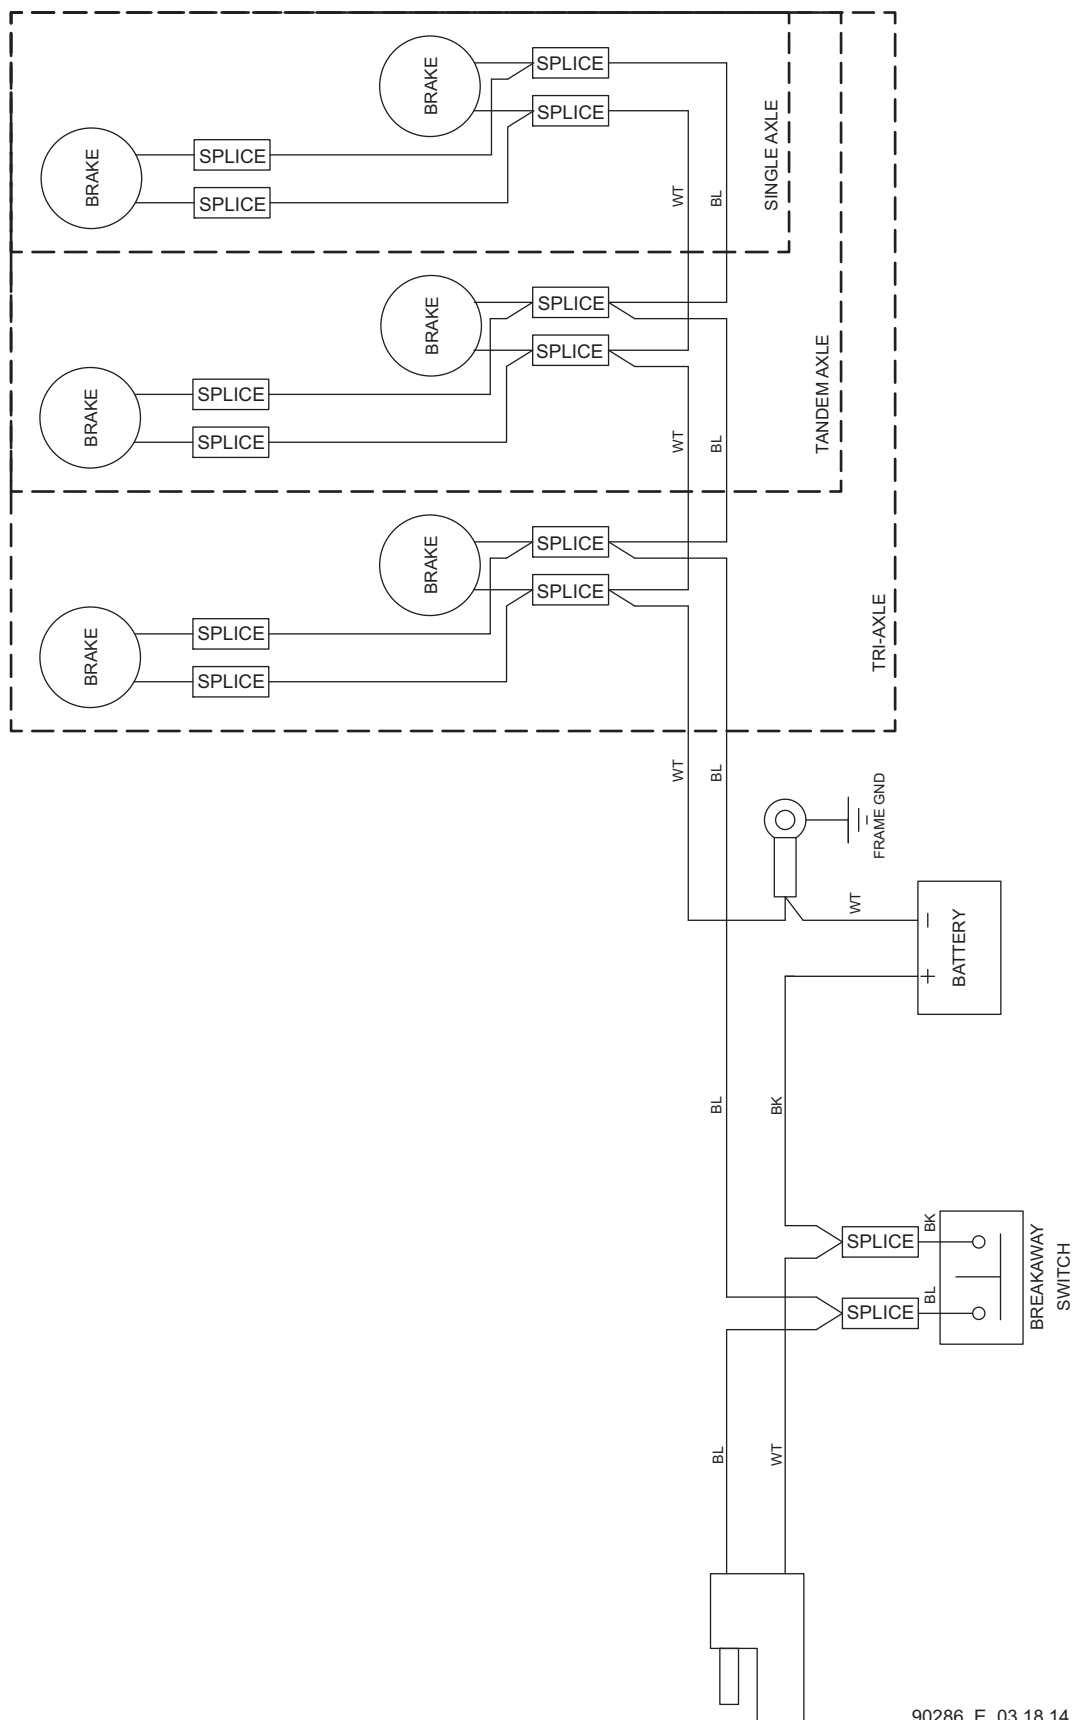 BRAKE
SPLICE
SPLICE
BRAKE
SPLICE
SPLICE
WT
BL
SINGLE AXLE
BRAKE
SPLICE
SPLICE
BRAKE
SPLICE
SPLICE
WT
BL
TANDEM AXLE
BRAKE
SPLICE
SPLICE
BRAKE
SPLICE
SPLICE
TRI-AXLE
WT
BL
FRAME GND
WT
BATTERY
+
−
BL
BK
SPLICE
BK
SPLICE
BL
BREAKAWAY
SWITCH
BL
WT
90286 E 03.18.14